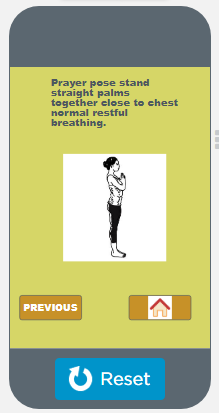 Prayer pose stand
straight palms
together close to chest
normal restful
breathing.
PREVIOUS
Reset